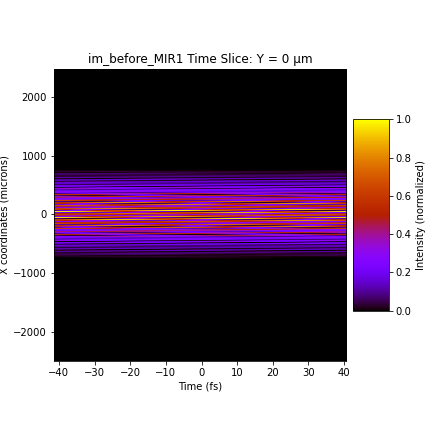 im_before_MIR1 Time Slice: Y = 0 μm
X coordinates (microns)
2000
1000
0
−1000
−2000
−40 −30 −20 −10 0 10 20 30 40
Time (fs)
1.0
0.8
0.6
0.4
0.2
0.0
Intensity (normalized)